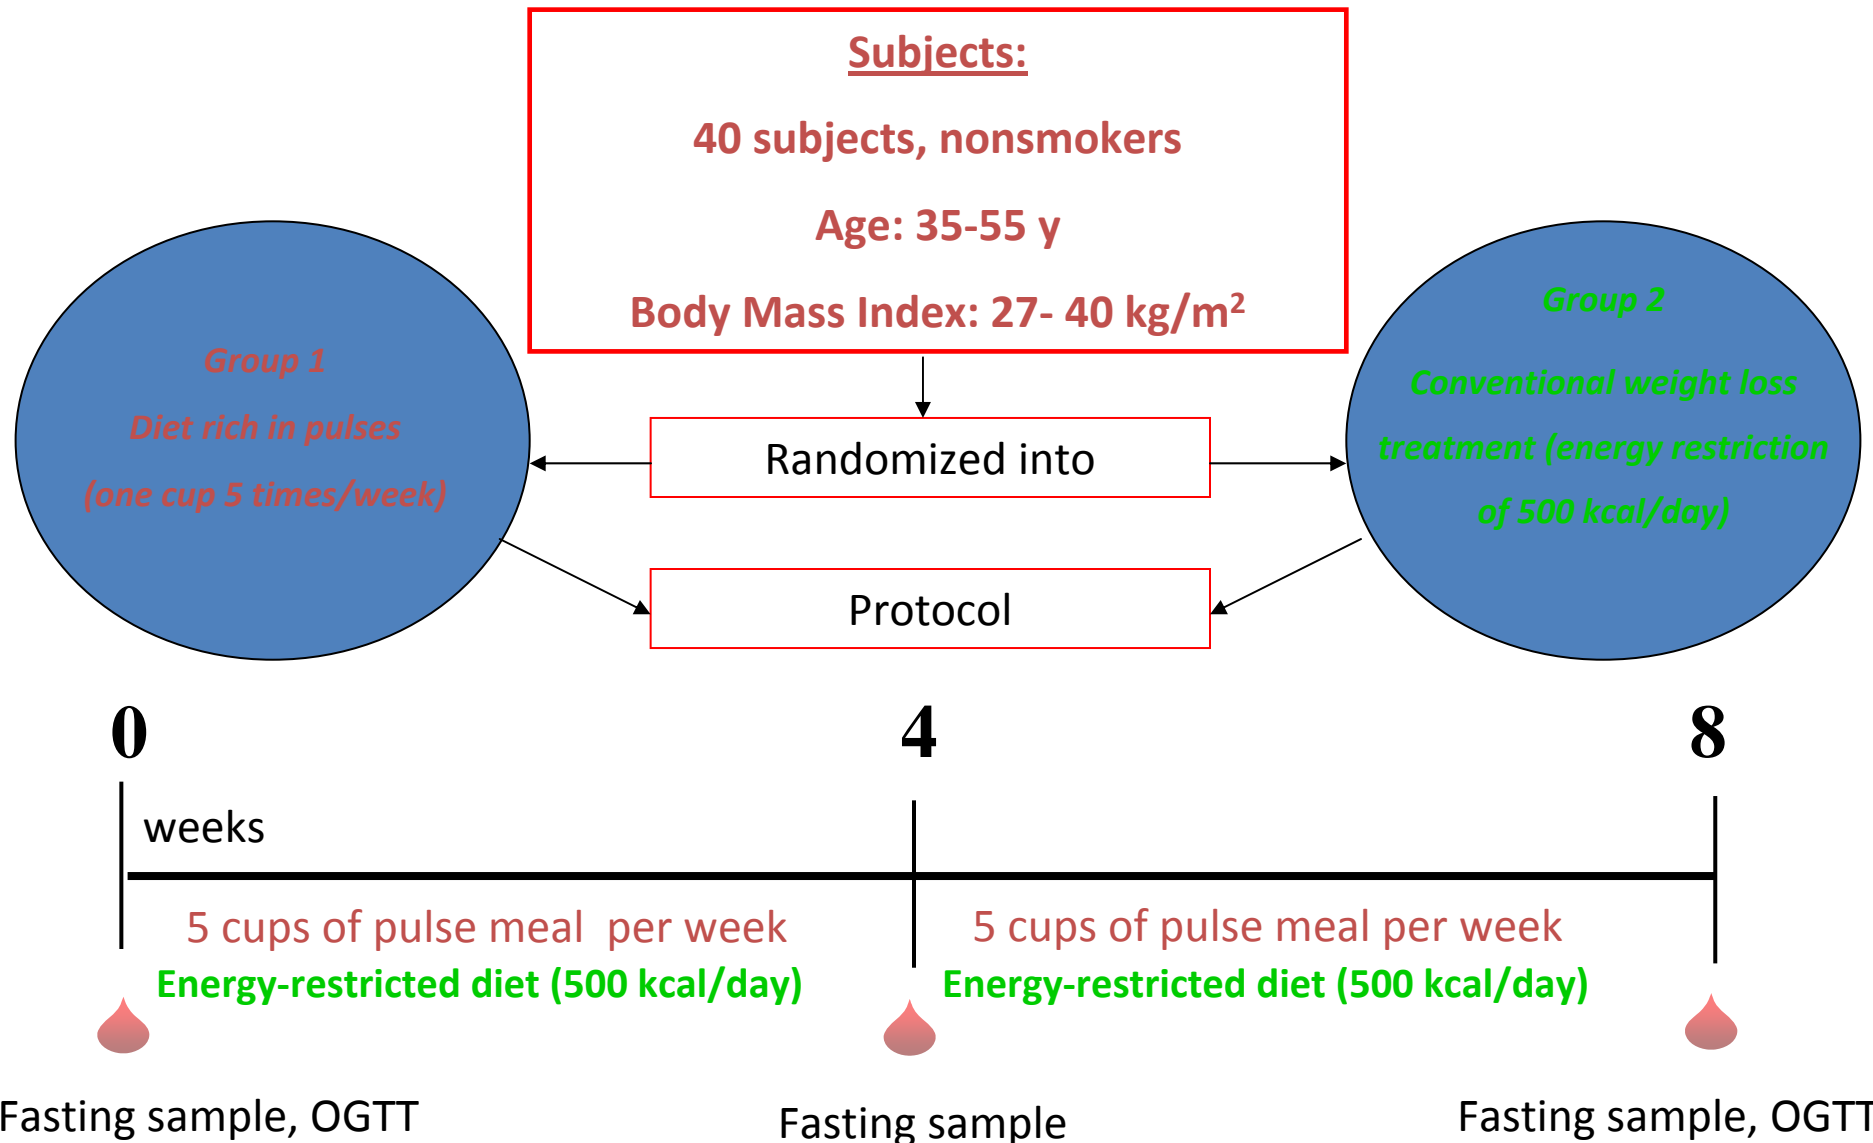 Subjects:
40 subjects, nonsmokers
Age: 35-55 y
Body Mass Index: 27- 40 kg/m²
Group 1
Diet rich in pulses
(one cup 5 times/week)
Group 2
Conventional weight loss
treatment (energy restriction
of 500 kcal/day)
Randomized into
Protocol
0
4
8
weeks
5 cups of pulse meal  per week
Energy-restricted diet (500 kcal/day)
5 cups of pulse meal per week
Energy-restricted diet (500 kcal/day)
Fasting sample, OGTT
Fasting sample
Fasting sample, OGTT